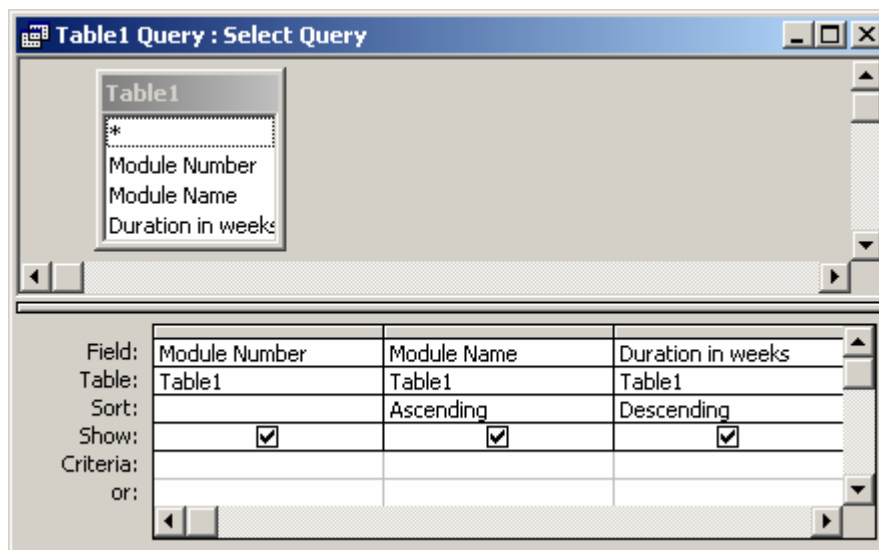 Table1 Query : Select Query
Table1
*
Module Number
Module Name
Duration in weeks
Field: Module Number Module Name Duration in weeks
Table: Table1 Table1 Table1
Sort: Ascending Descending
Show:
Criteria:
or: